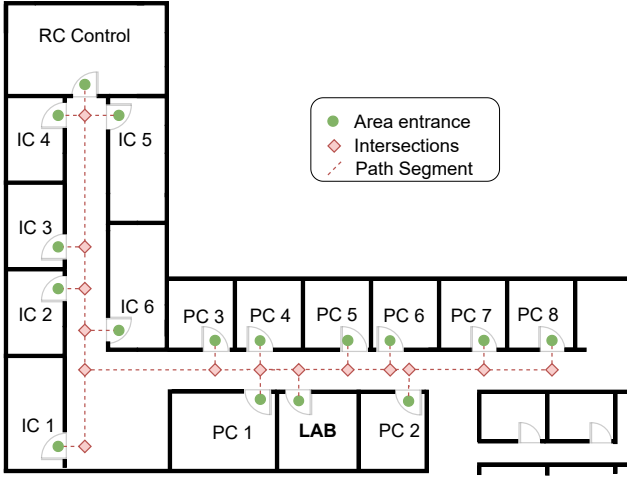 RC Control
IC 4
IC 5
Area entrance
Intersections
Path Segment
IC 3
IC 2
IC 6
PC 3
PC 4
PC 5
PC 6
PC 7
PC 8
IC 1
PC 1
LAB
PC 2